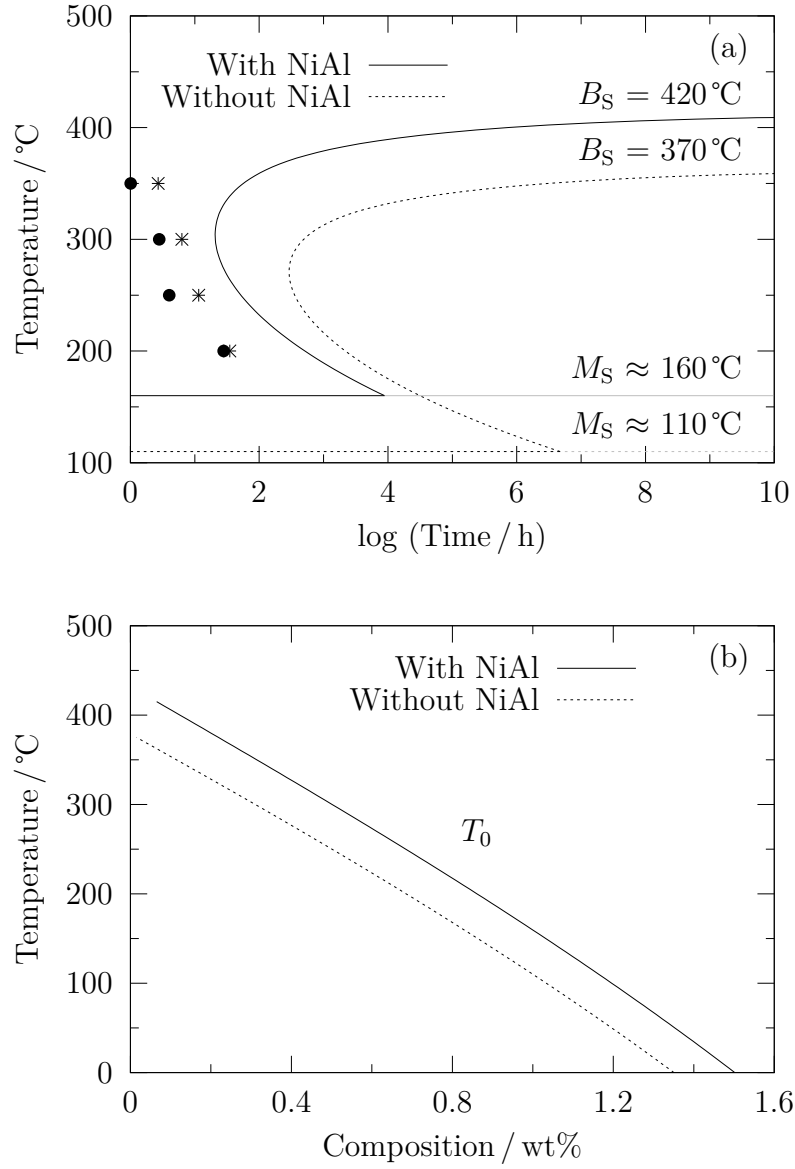 500
400
300
200
100
Temperature / °C
(a)
With NiAl
Without NiAl
B_S = 420 °C
B_S = 370 °C
M_S ≈ 160 °C
M_S ≈ 110 °C
0 2 4 6 8 10
log (Time / h)
500
400
300
200
100
0
Temperature / °C
(b)
With NiAl
Without NiAl
T_0
0 0.4 0.8 1.2 1.6
Composition / wt%